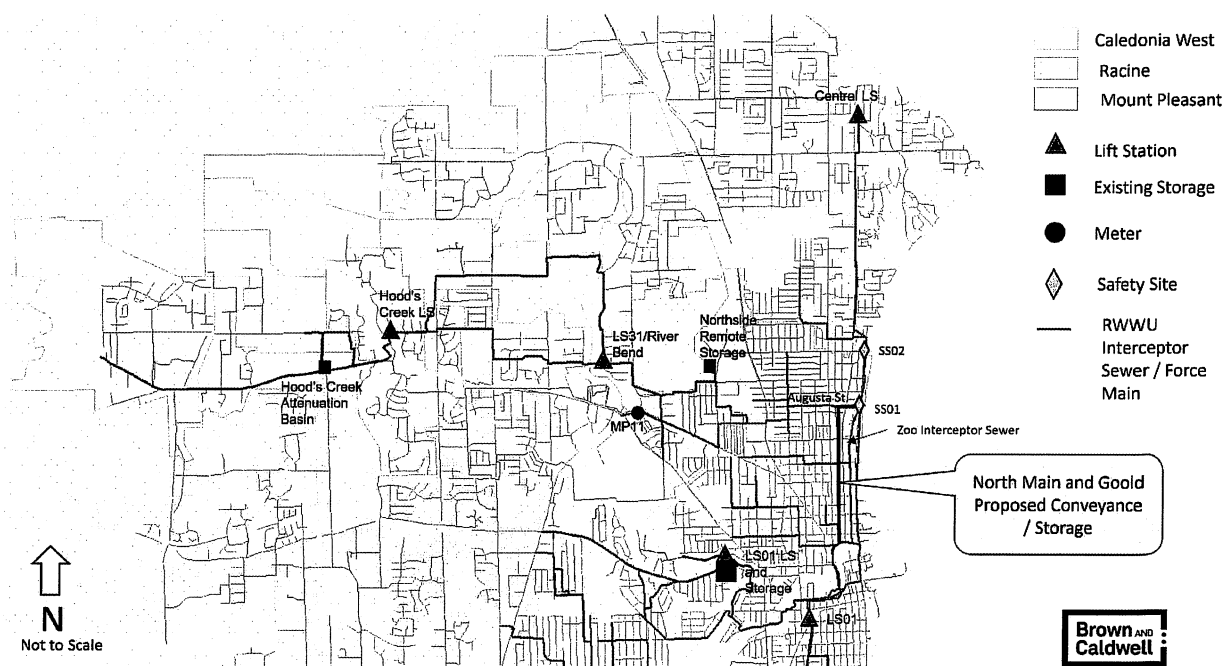 Caledonia West
Racine
Mount Pleasant
Lift Station
Existing Storage
Meter
Safety Site
RWWU
Interceptor
Sewer / Force
Main
Central LS
Hood's
Creek LS
LS31/River
Bend
Northside
Remote
Storage
SS02
Hood's Creek
Attenuation
Basin
MP11
Augusta St.
SS01
Zoo Interceptor Sewer
North Main and Goold
Proposed Conveyance
/ Storage
LS01 LS
and
Storage
LS01
N
Not to Scale
Brown AND
Caldwell